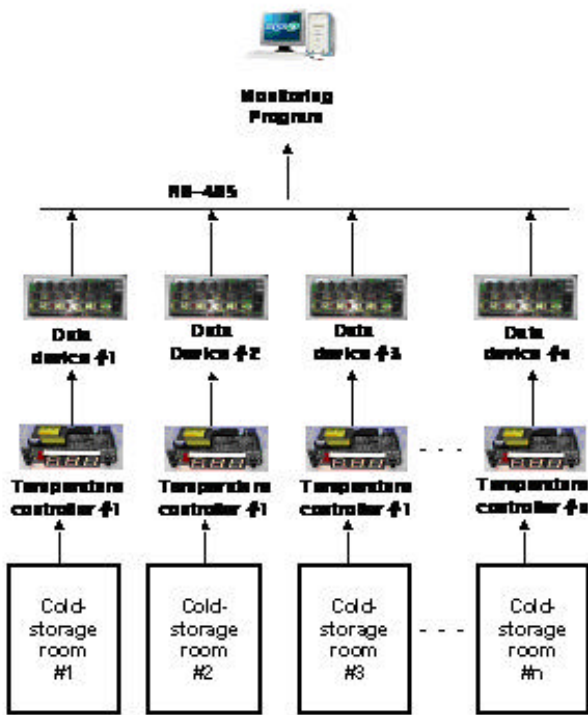 Monitoring
Program
RS-485
Data
device #1
Data
Device #2
Data
device #3
Data
device #n
Temperature
controller #1
Temperature
controller #1
Temperature
controller #1
Temperature
controller #n
Cold-
storage
room
#1
Cold-
storage
room
#2
Cold-
storage
room
#3
Cold-
storage
room
#n